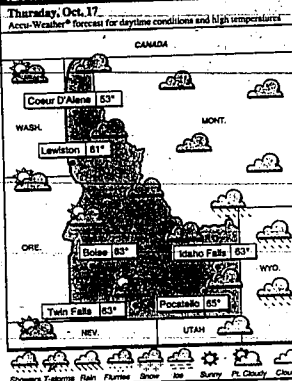 Thursday, Oct. 17
Accu-Weather® forecast for daytime conditions and high temperatures
CANADA
Coeur D'Alene 53°
WASH.
MONT.
Lewiston 61°
ORE.
Boise 63°
Idaho Falls 63°
WYO.
Twin Falls 63°
Pocatello 65°
NEV.
UTAH
Showers T-storms Rain Flurries Snow Ice Sunny Pt. Cloudy Clou